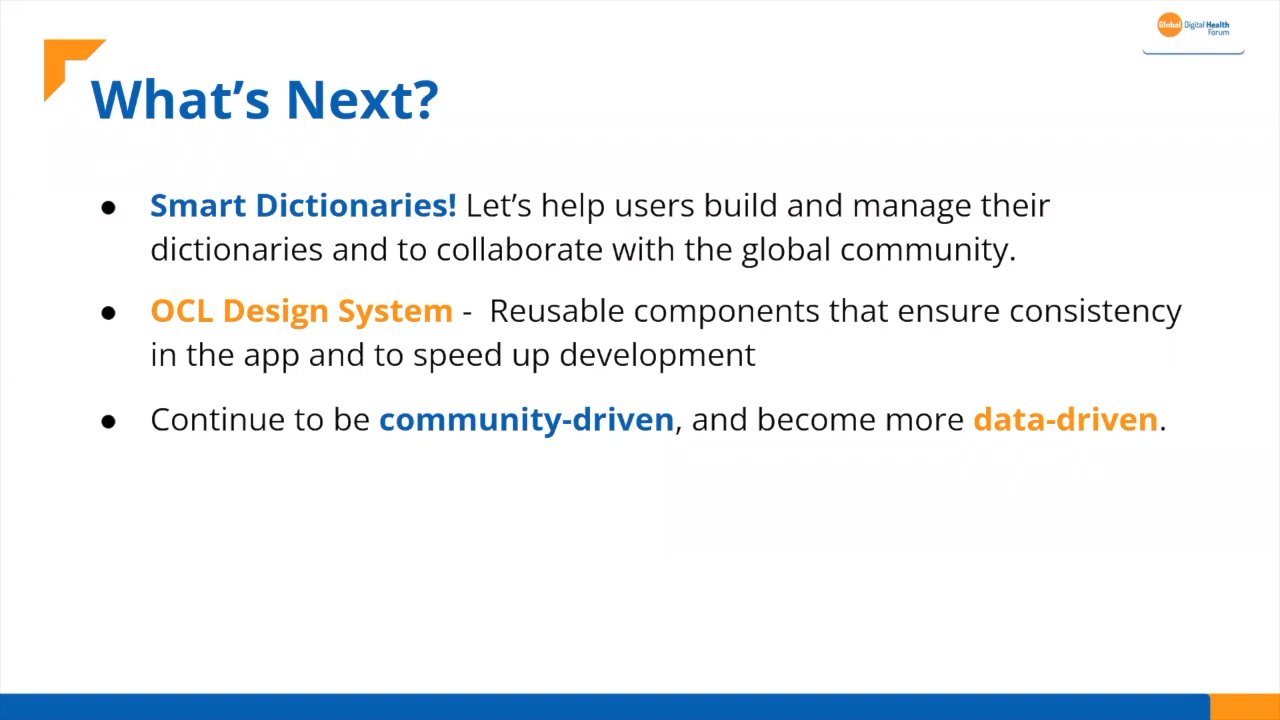 Global Digital Health
Forum
What's Next?
● Smart Dictionaries! Let's help users build and manage their
dictionaries and to collaborate with the global community.
● OCL Design System - Reusable components that ensure consistency
in the app and to speed up development
● Continue to be community-driven, and become more data-driven.